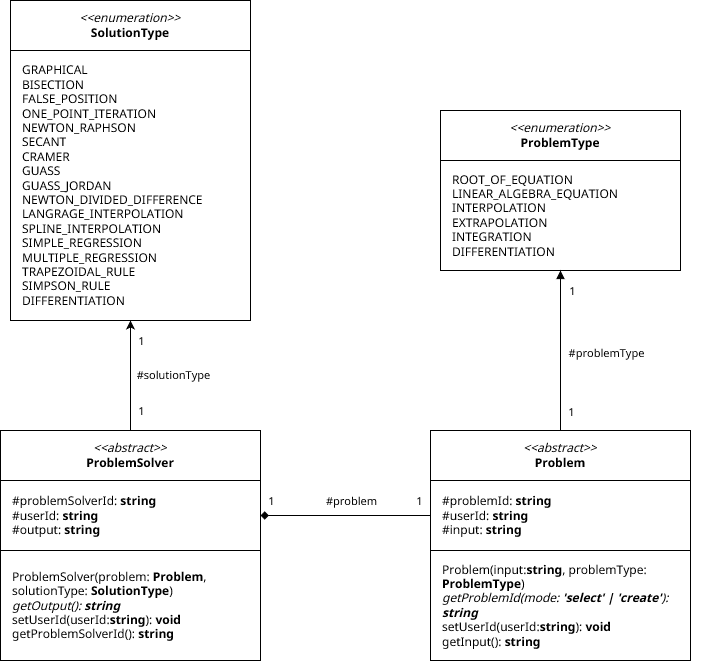 <<enumeration>>
SolutionType
GRAPHICAL
BISECTION
FALSE_POSITION
ONE_POINT_ITERATION
NEWTON_RAPHSON
SECANT
CRAMER
GUASS
GUASS_JORDAN
NEWTON_DIVIDED_DIFFERENCE
LANGRAGE_INTERPOLATION
SPLINE_INTERPOLATION
SIMPLE_REGRESSION
MULTIPLE_REGRESSION
TRAPEZOIDAL_RULE
SIMPSON_RULE
DIFFERENTIATION
<<enumeration>>
ProblemType
ROOT_OF_EQUATION
LINEAR_ALGEBRA_EQUATION
INTERPOLATION
EXTRAPOLATION
INTEGRATION
DIFFERENTIATION
1
#solutionType
1
1
#problemType
1
<<abstract>>
ProblemSolver
#problemSolverId: string
#userId: string
#output: string
ProblemSolver(problem: Problem,
solutionType: SolutionType)
getOutput(): string
setUserId(userId:string): void
getProblemSolverId(): string
1
#problem
1
<<abstract>>
Problem
#problemId: string
#userId: string
#input: string
Problem(input:string, problemType:
ProblemType)
getProblemId(mode: 'select' | 'create'):
string
setUserId(userId:string): void
getInput(): string